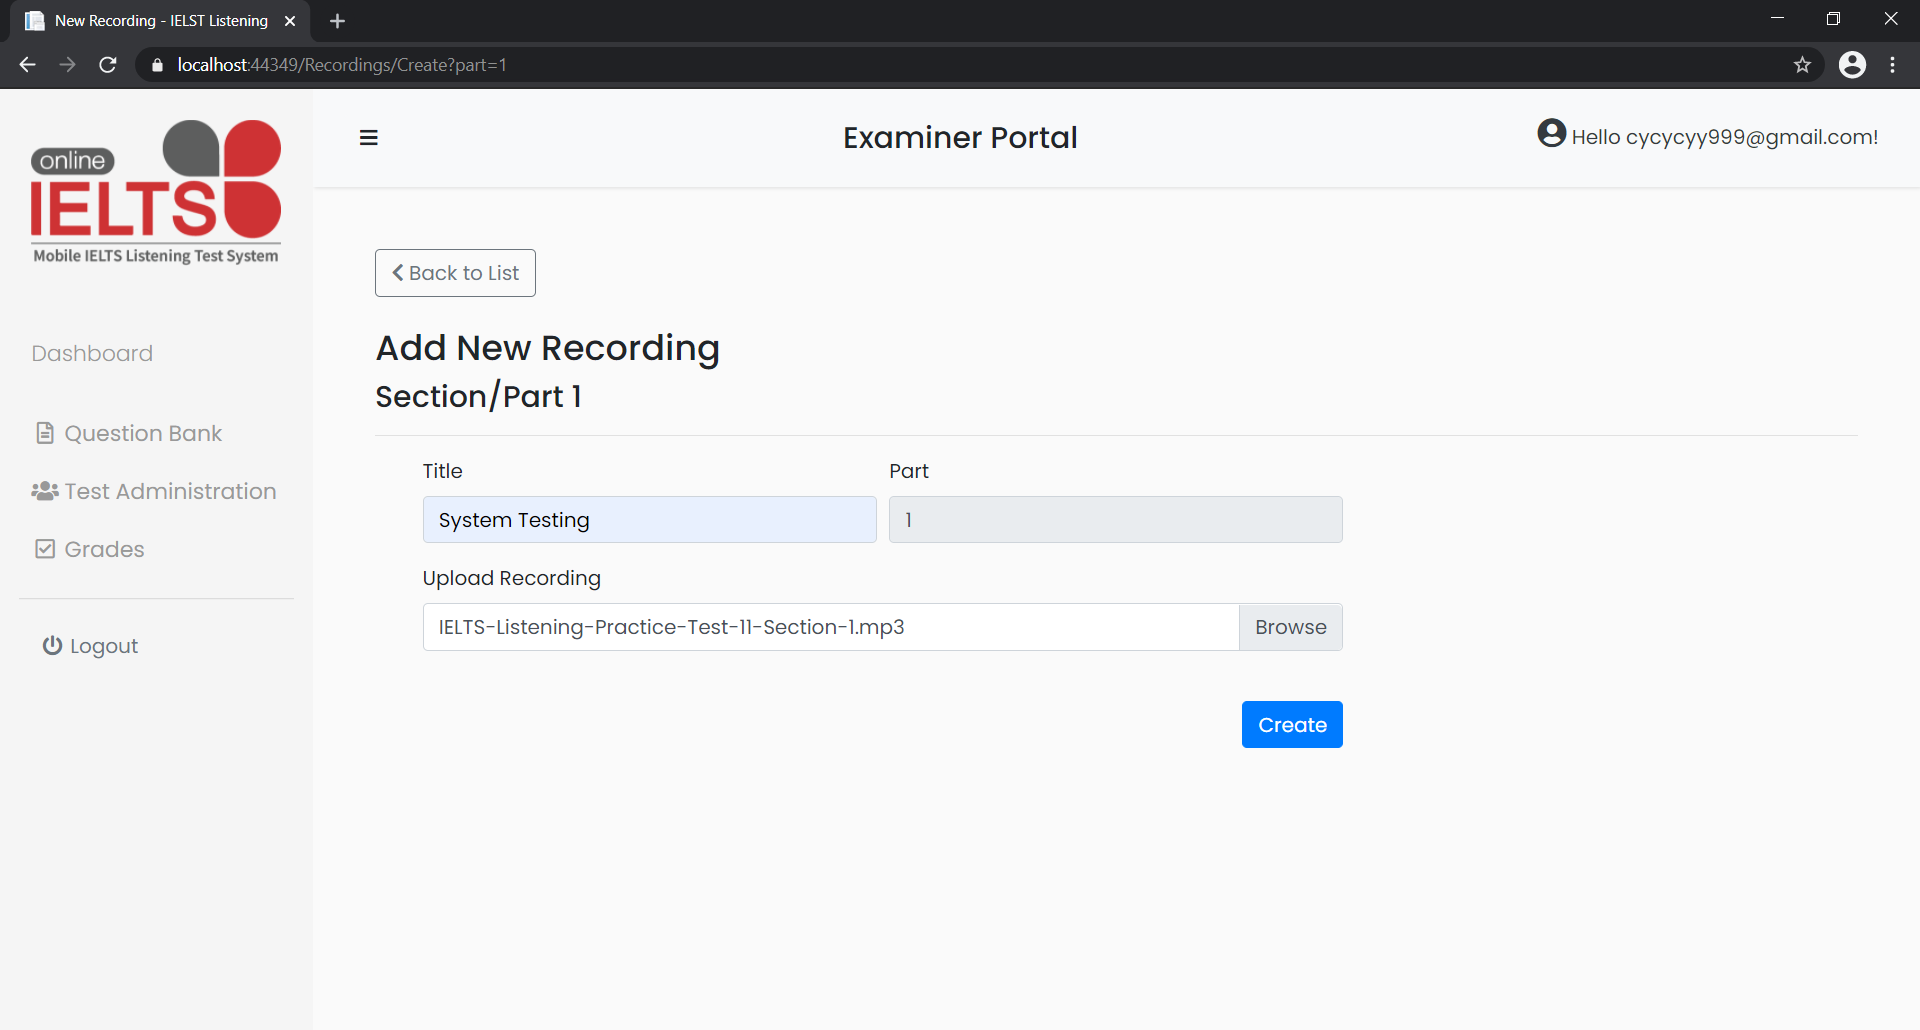 New Recording - IELST Listening
localhost:44349/Recordings/Create?part=1
online
IELTS
Mobile IELTS Listening Test System
Examiner Portal
Hello cycycyy999@gmail.com!
Dashboard
Question Bank
Test Administration
Grades
Logout
Back to List
Add New Recording
Section/Part 1
Title
Part
System Testing
1
Upload Recording
IELTS-Listening-Practice-Test-11-Section-1.mp3
Browse
Create